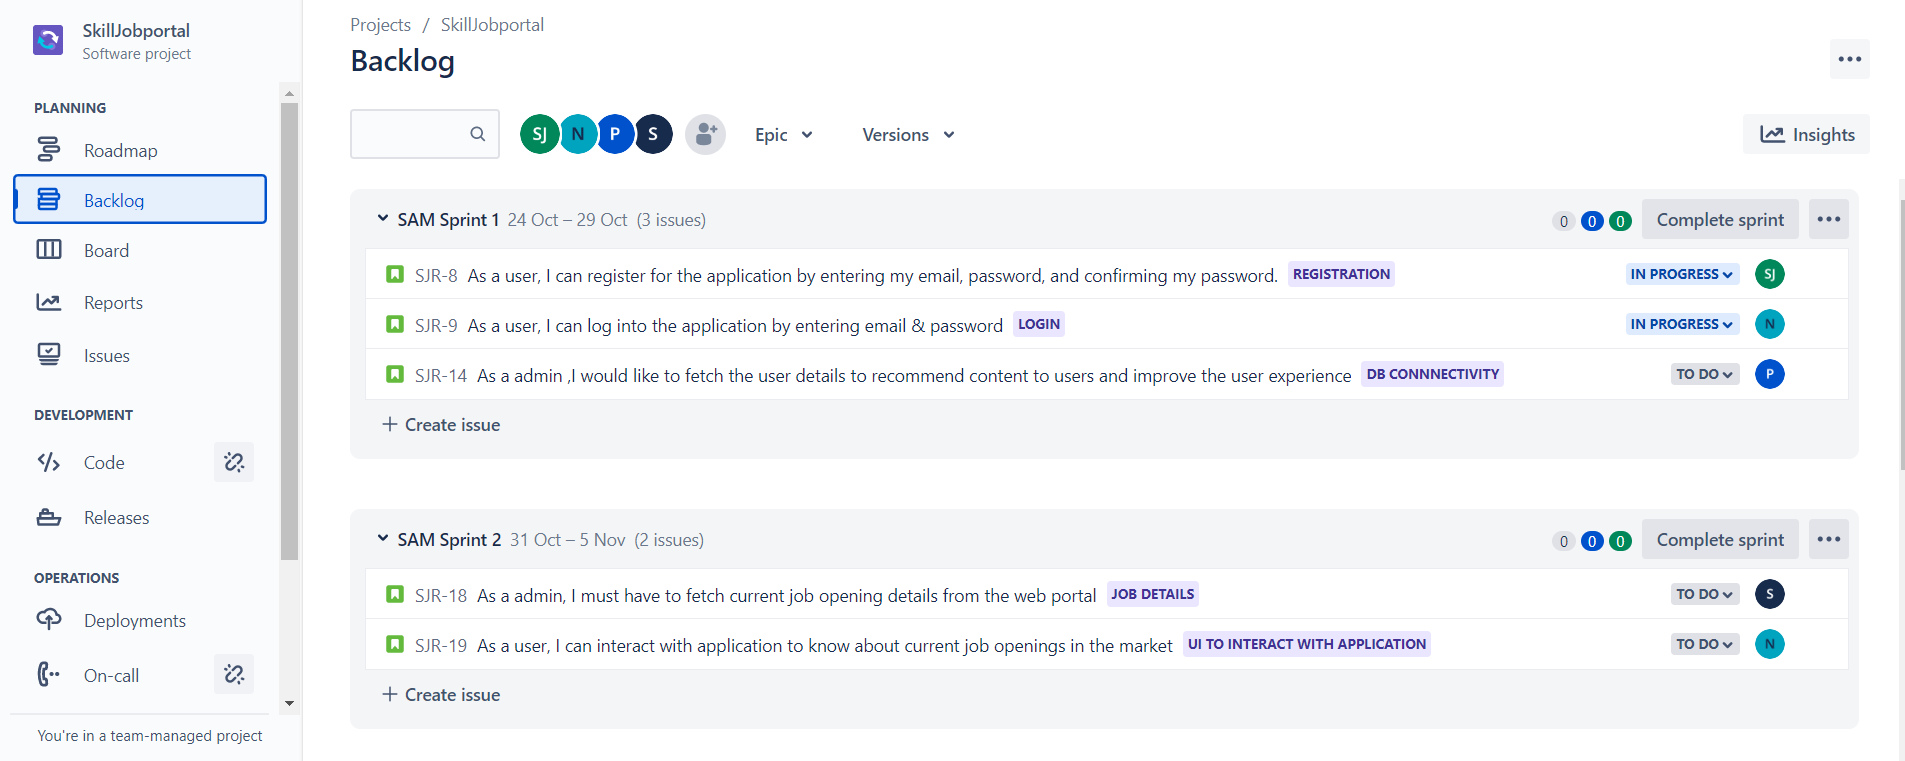 SkillJobportal
Software project
PLANNING
Roadmap
Backlog
Board
Reports
Issues
DEVELOPMENT
Code
Releases
OPERATIONS
Deployments
On-call
You're in a team-managed project
Projects / SkillJobportal
Backlog
SJ N P S Epic Versions Insights
SAM Sprint 1 24 Oct – 29 Oct (3 issues) 0 0 0 Complete sprint
SJR-8 As a user, I can register for the application by entering my email, password, and confirming my password. REGISTRATION IN PROGRESS SJ
SJR-9 As a user, I can log into the application by entering email & password LOGIN IN PROGRESS N
SJR-14 As a admin ,I would like to fetch the user details to recommend content to users and improve the user experience DB CONNNECTIVITY TO DO P
+ Create issue
SAM Sprint 2 31 Oct – 5 Nov (2 issues) 0 0 0 Complete sprint
SJR-18 As a admin, I must have to fetch current job opening details from the web portal JOB DETAILS TO DO S
SJR-19 As a user, I can interact with application to know about current job openings in the market UI TO INTERACT WITH APPLICATION TO DO N
+ Create issue